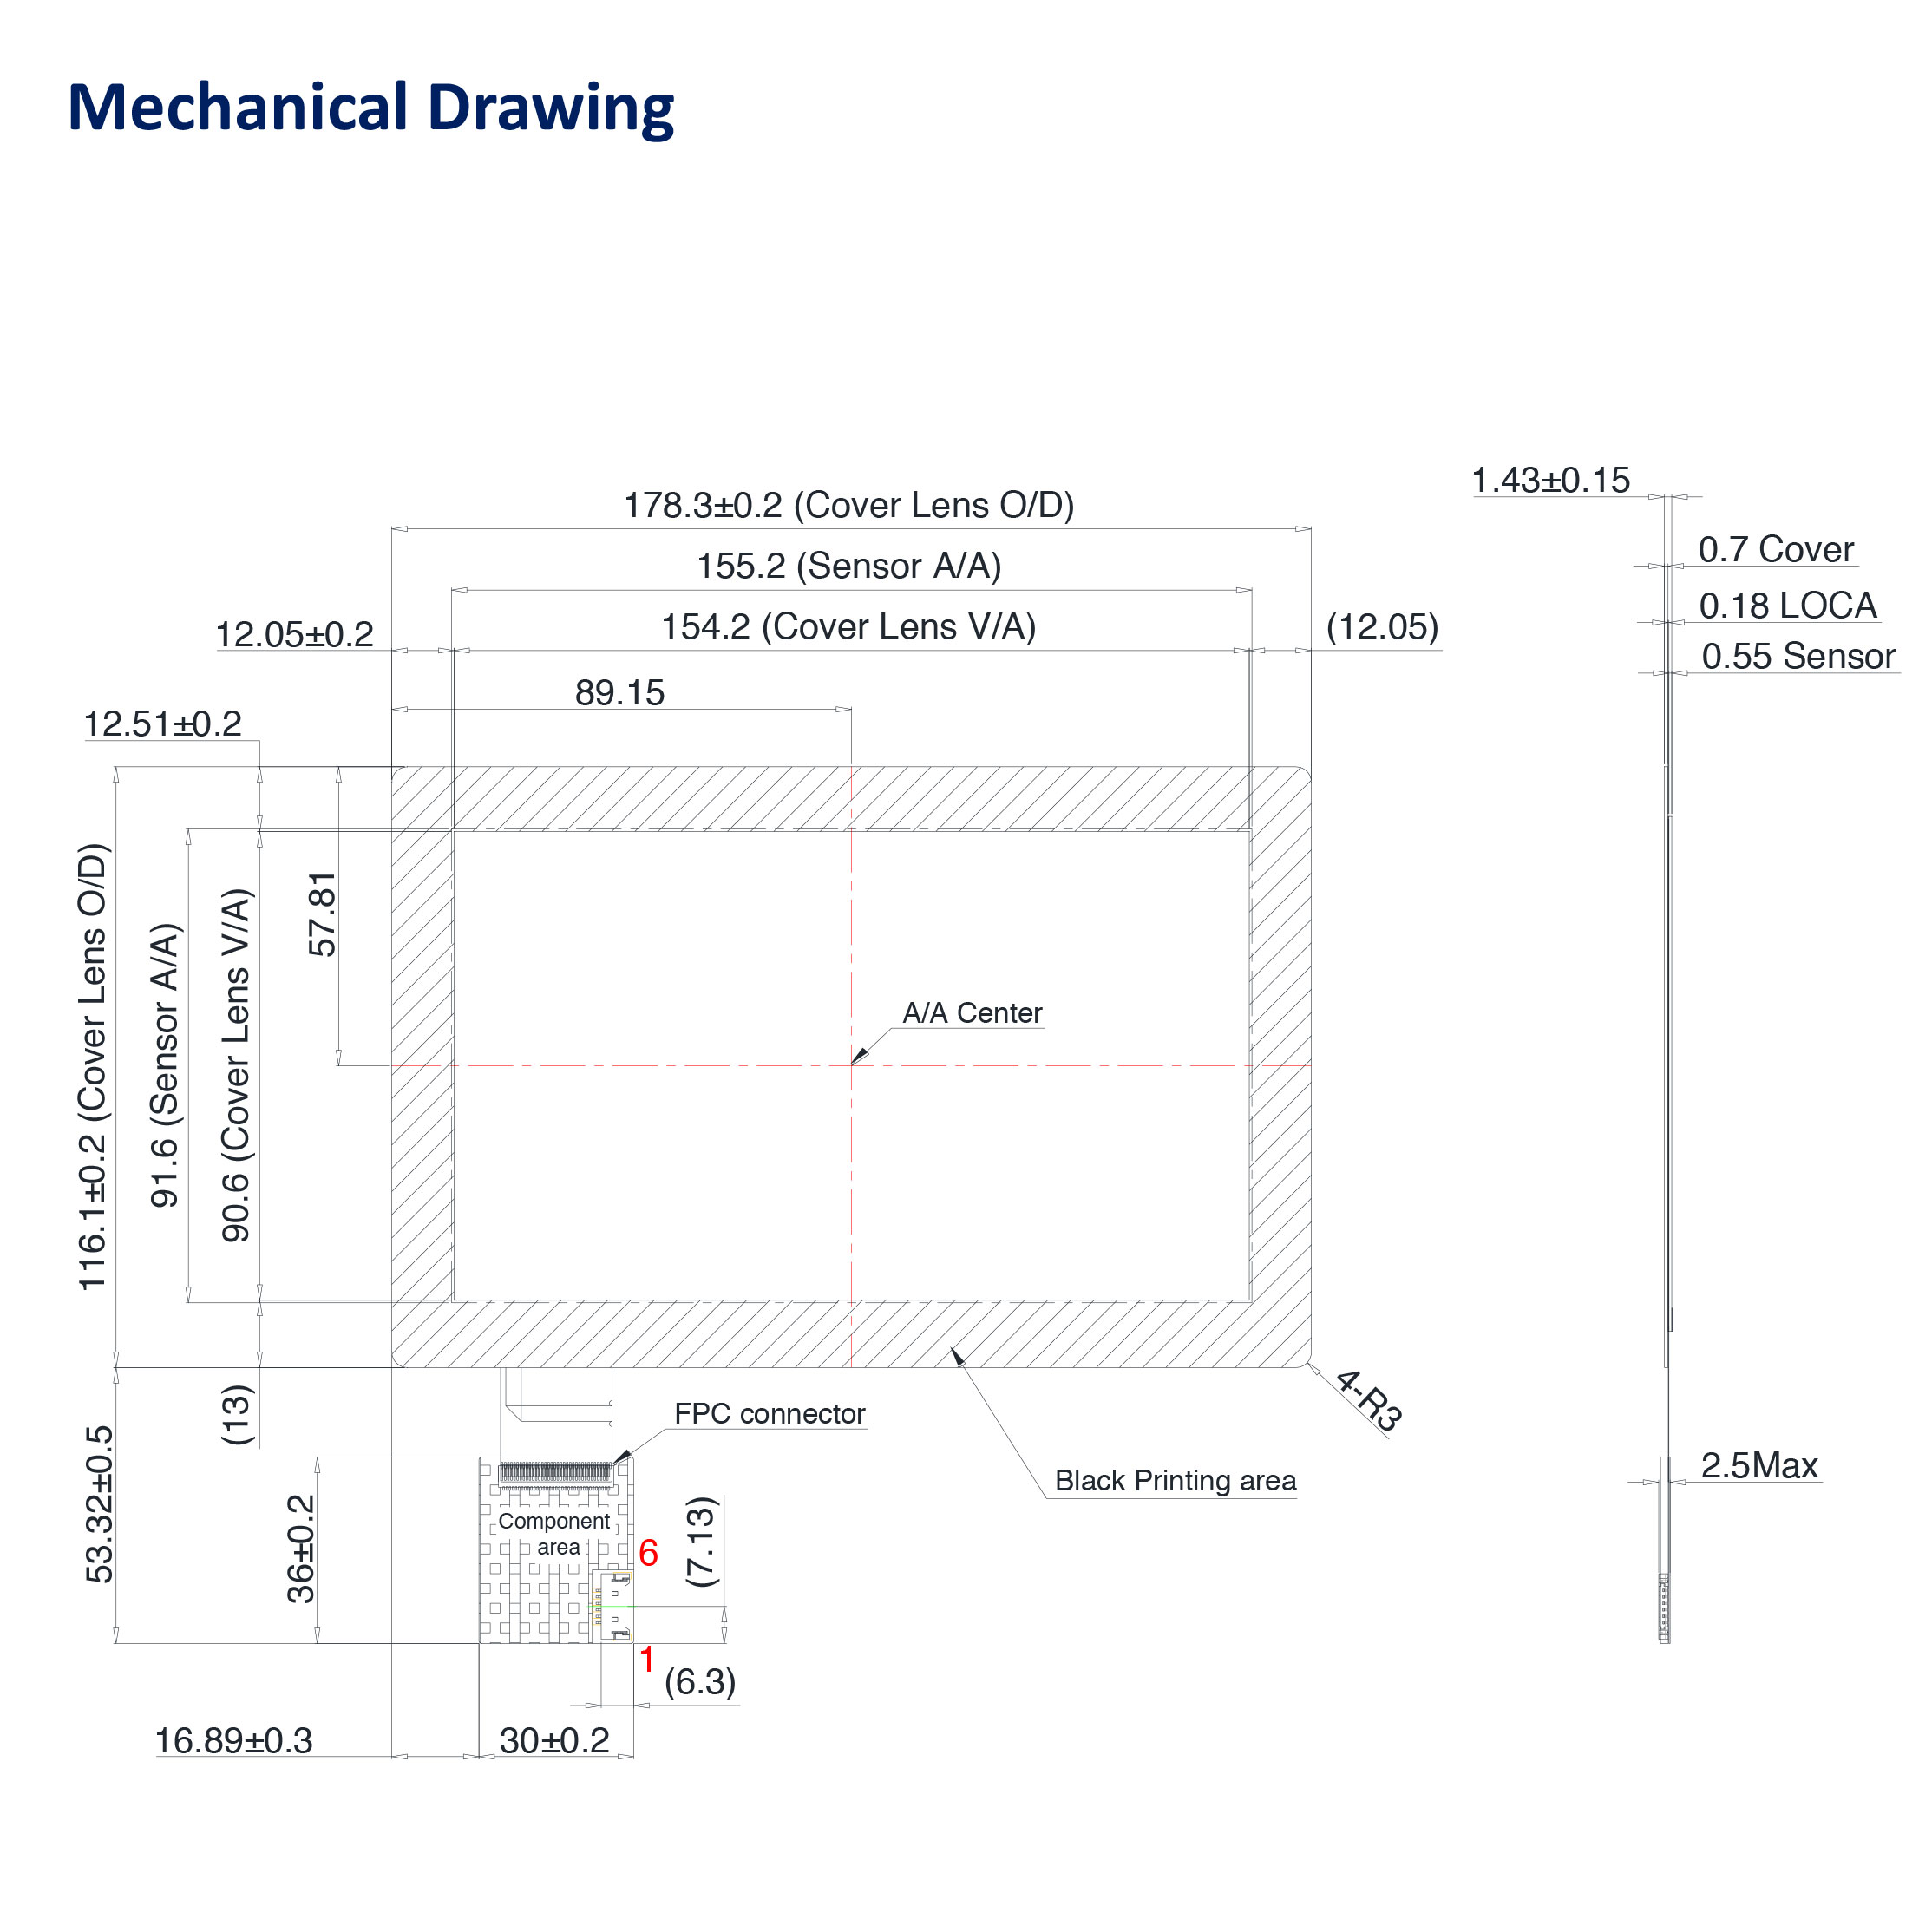 Mechanical Drawing
1.43±0.15
178.3±0.2 (Cover Lens O/D)
0.7 Cover
155.2 (Sensor A/A)
0.18 LOCA
12.05±0.2
154.2 (Cover Lens V/A)
(12.05)
0.55 Sensor
89.15
12.51±0.2
116.1±0.2 (Cover Lens O/D)
91.6 (Sensor A/A)
90.6 (Cover Lens V/A)
57.81
A/A Center
4-R3
(13)
FPC connector
53.32±0.5
2.5Max
Black Printing area
36±0.2
Component
area
6
(7.13)
1
(6.3)
16.89±0.3
30±0.2